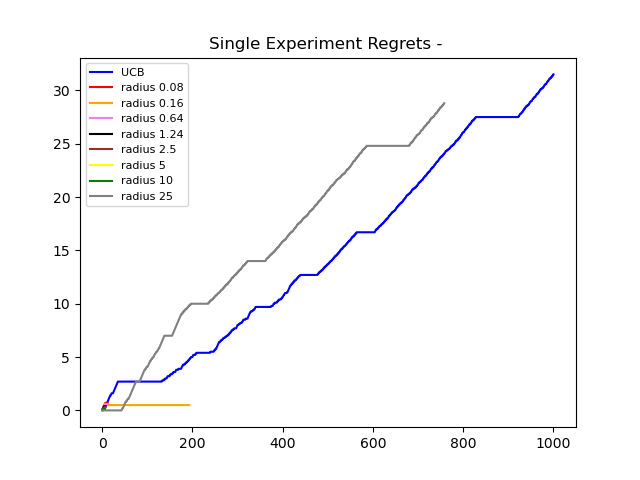 Single Experiment Regrets -
UCB
radius 0.08
radius 0.16
radius 0.64
radius 1.24
radius 2.5
radius 5
radius 10
radius 25
30
25
20
15
10
5
0
0 200 400 600 800 1000